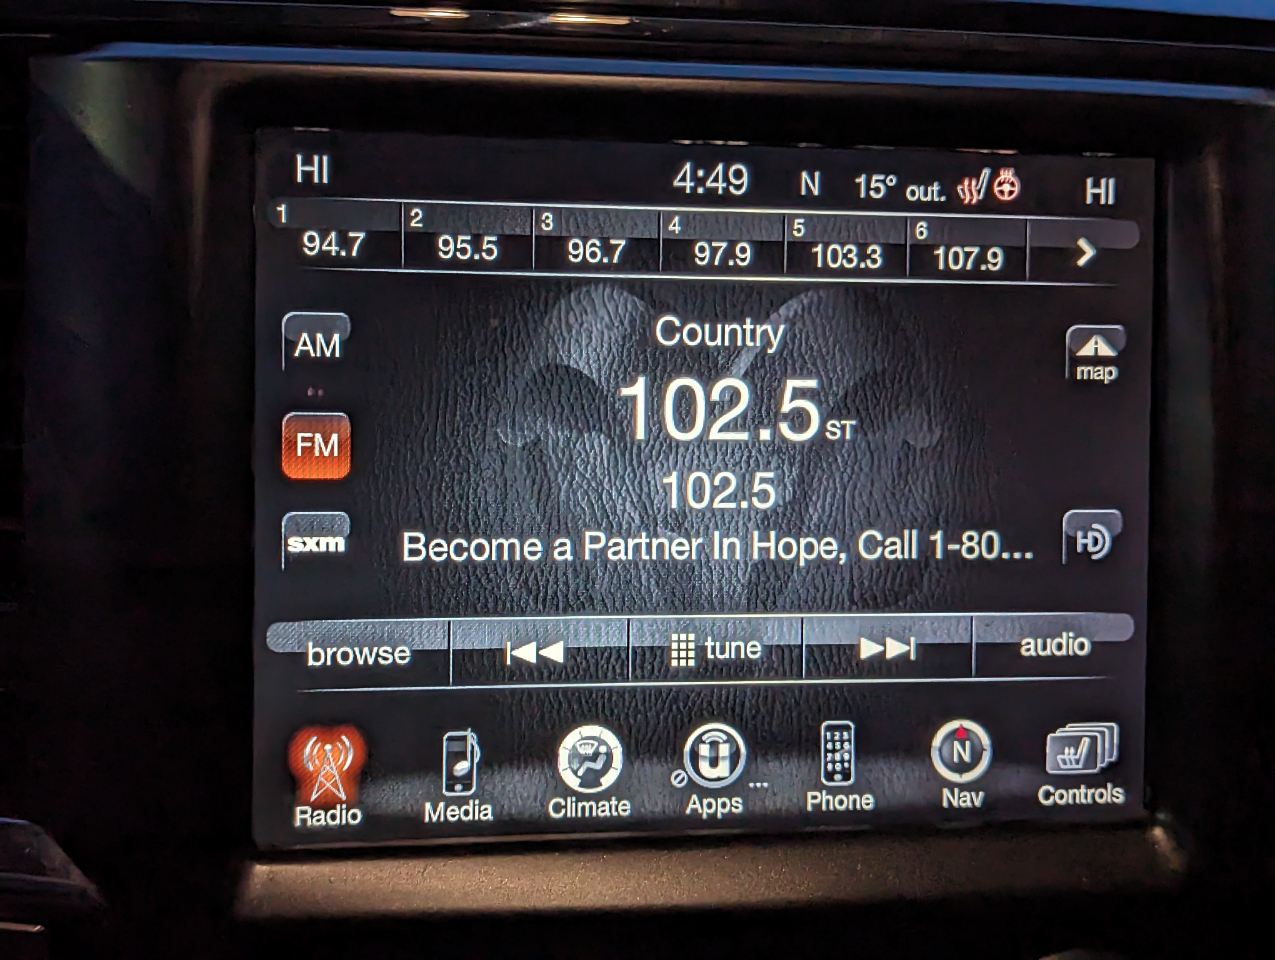 HI 4:49 N 15° out. HI
1 2 3 4 5 6
94.7 95.5 96.7 97.9 103.3 107.9
Country
AM
map
102.5 ST
FM
102.5
sxm
Become a Partner In Hope, Call 1-80...
HD
browse tune audio
N
Radio Media Climate Apps ... Phone Nav Controls